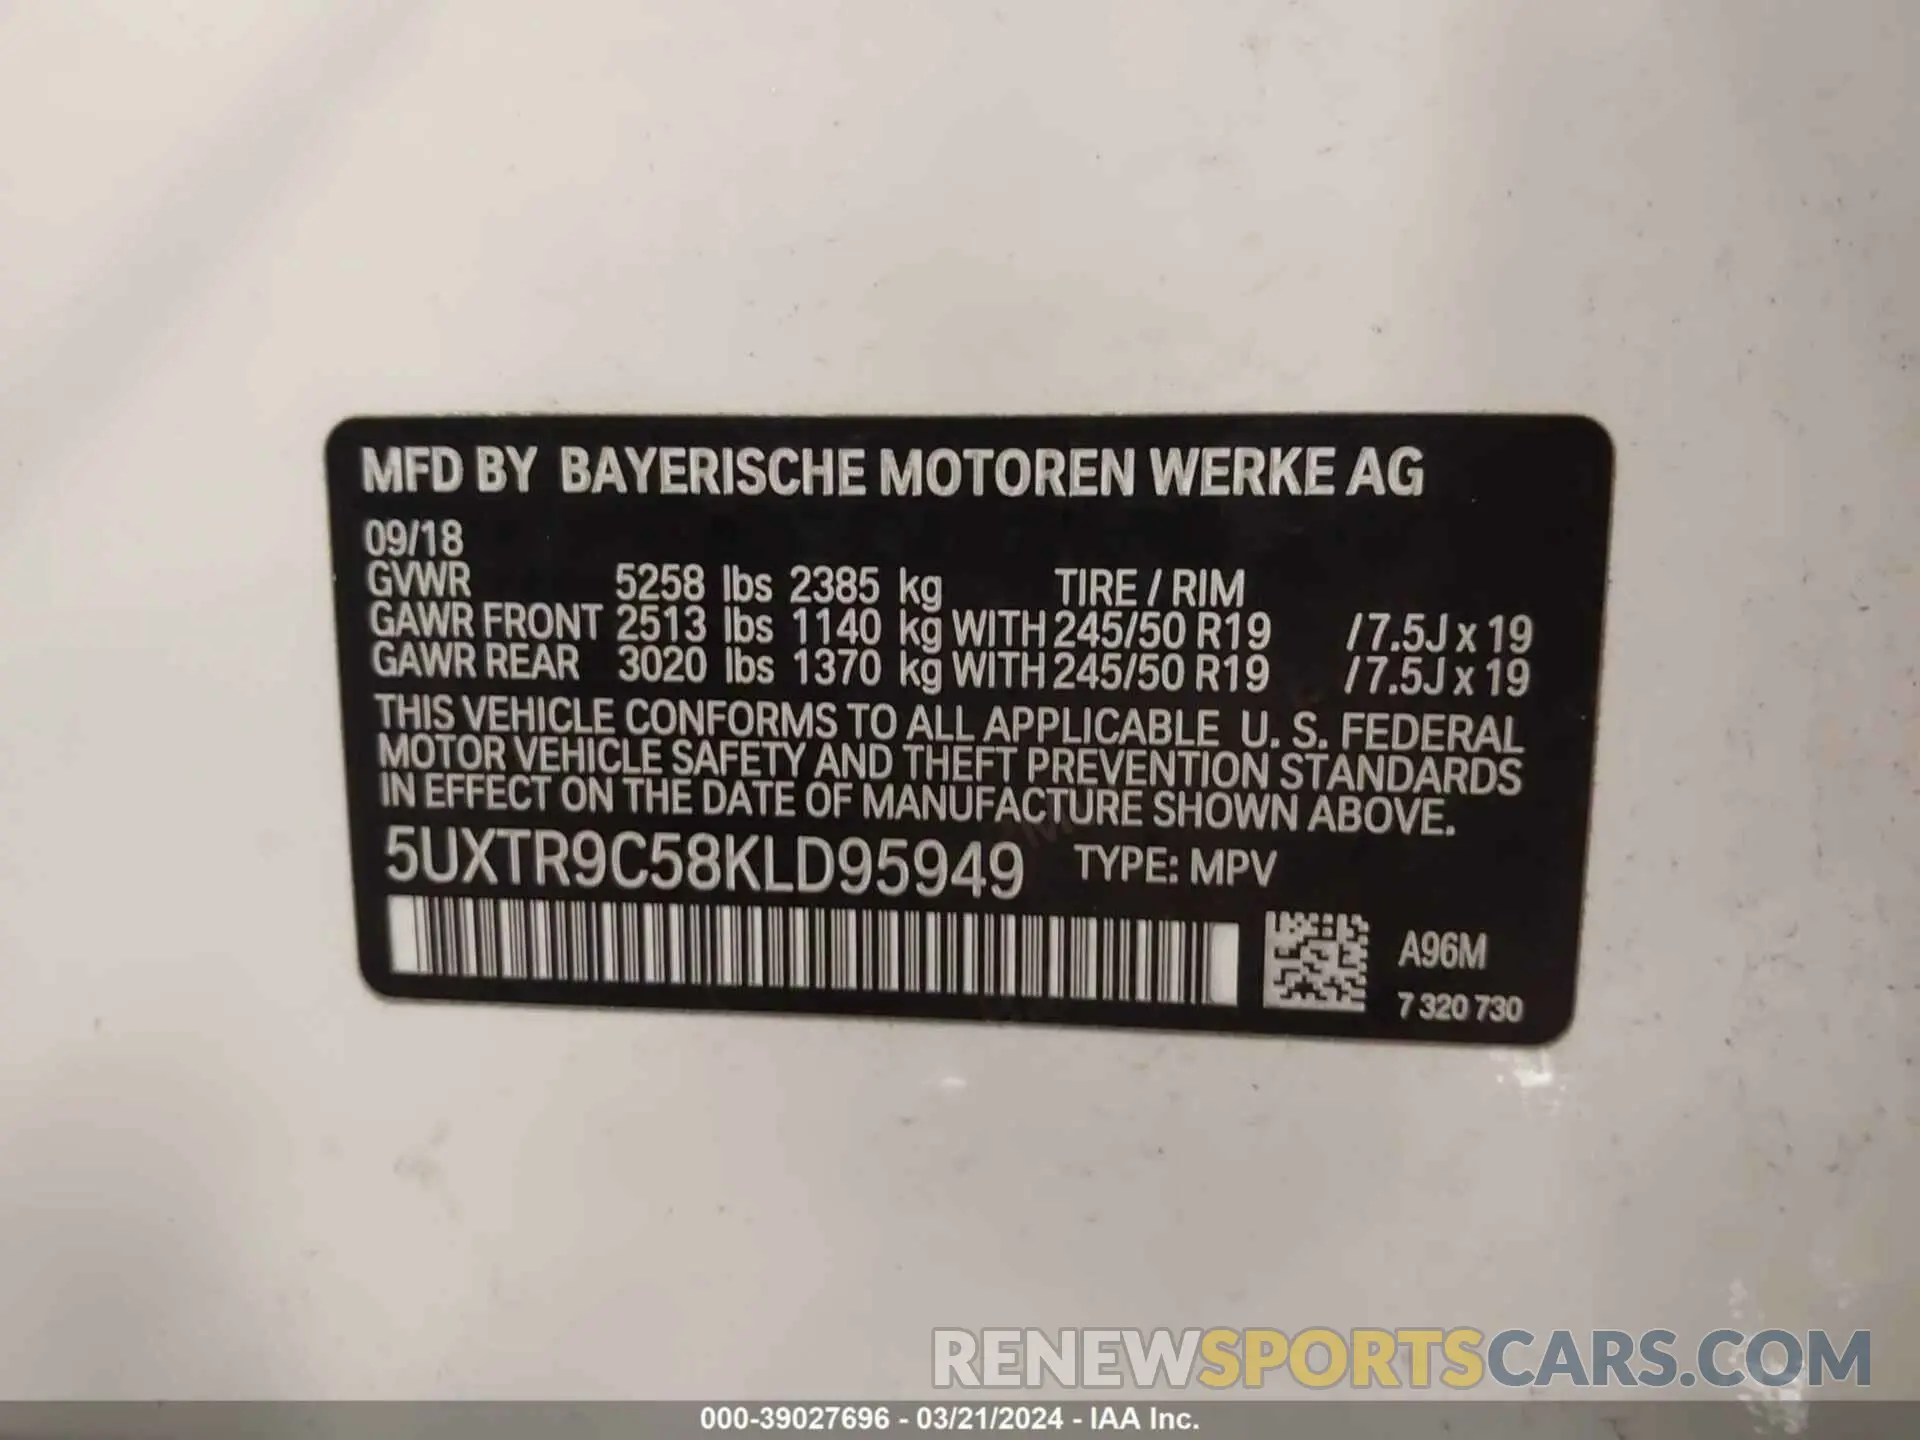 MFD BY BAYERISCHE MOTOREN WERKE AG
09/18
GVWR 5258 lbs 2385 kg TIRE / RIM
GAWR FRONT 2513 lbs 1140 kg WITH 245/50 R19 /7.5J x 19
GAWR REAR 3020 lbs 1370 kg WITH 245/50 R19 /7.5J x 19
THIS VEHICLE CONFORMS TO ALL APPLICABLE U. S. FEDERAL
MOTOR VEHICLE SAFETY AND THEFT PREVENTION STANDARDS
IN EFFECT ON THE DATE OF MANUFACTURE SHOWN ABOVE.
5UXTR9C58KLD95949 TYPE: MPV
A96M
7 320 730
RENEWSPORTSCARS.COM
000-39027696 - 03/21/2024 - IAA Inc.